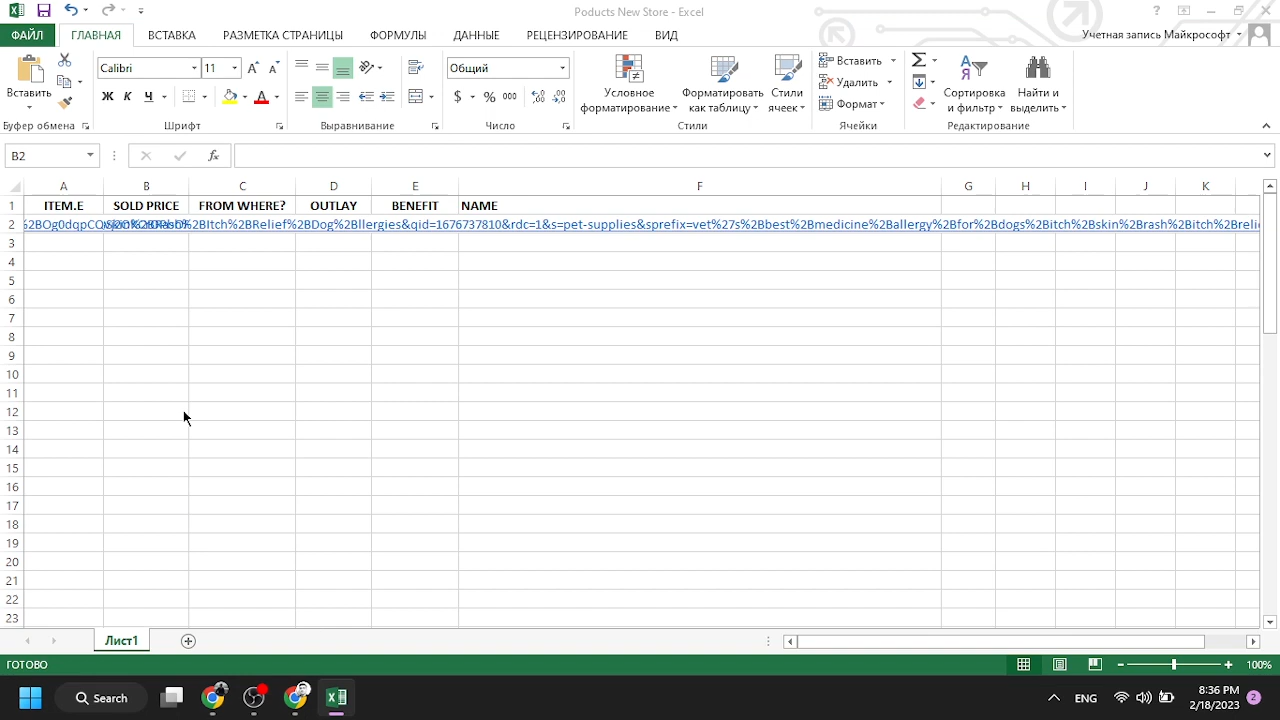 Poducts New Store - Excel
?
ФАЙЛ ГЛАВНАЯ ВСТАВКА РАЗМЕТКА СТРАНИЦЫ ФОРМУЛЫ ДАННЫЕ РЕЦЕНЗИРОВАНИЕ ВИД Учетная запись Майкрософт
Вставить
Calibri 11
Ж К Ч
Общий
$ % 000
Условное форматирование
Форматировать как таблицу
Стили ячеек
Вставить
Удалить
Формат
Сортировка и фильтр
Найти и выделить
Буфер обмена Шрифт Выравнивание Число Стили Ячейки Редактирование
B2 fx
A B C D E F G H I J K
1 ITEM.E SOLD PRICE FROM WHERE? OUTLAY BENEFIT NAME
2 %2BRash%2BItch%2BRelief%2BDog%2Bllergies&qid=1676737810&rdc=1&s=pet-supplies&sprefix=vet%27s%2Bbest%2Bmedicine%2Ballergy%2Bfor%2Bdogs%2Bitch%2Bskin%2Brash%2Bitch%2Brelie
3
4
5
6
7
8
9
10
11
12
13
14
15
16
17
18
19
20
21
22
23
Лист1
ГОТОВО 100%
Search ENG 8:36 PM
2/18/2023 2